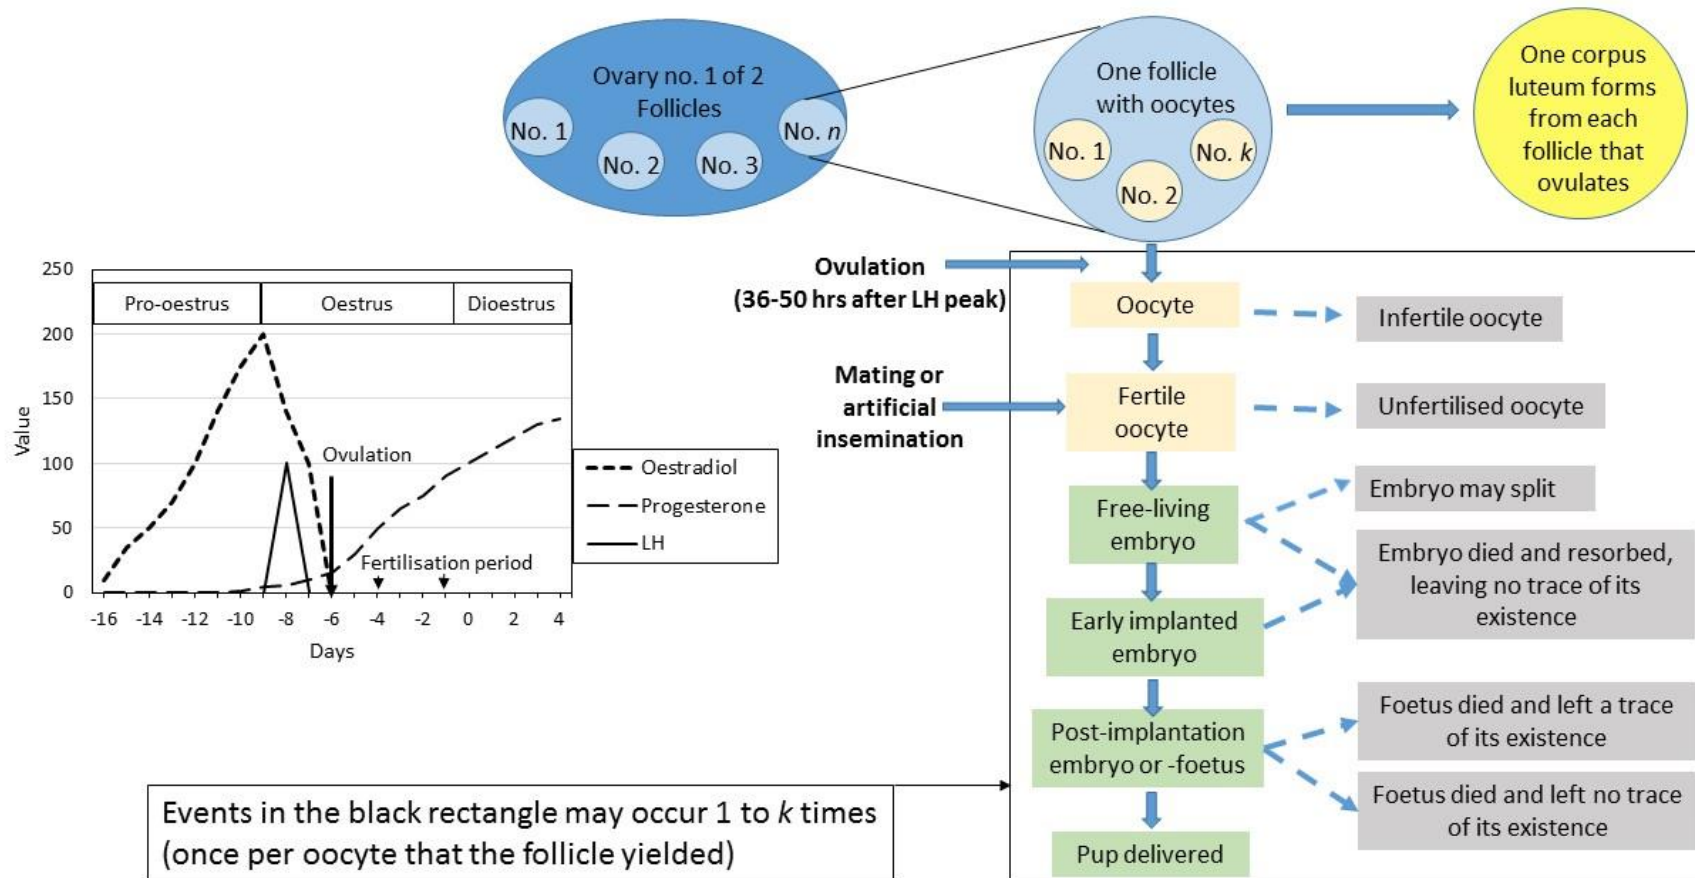 Ovary no. 1 of 2
Follicles
No. 1
No. 2
No. 3
No. n
One follicle
with oocytes
No. 1
No. 2
No. k
One corpus
luteum forms
from each
follicle that
ovulates
250
200
150
100
50
0
Value
Pro-oestrus
Oestrus
Dioestrus
Ovulation
Fertilisation period
-16
-14
-12
-10
-8
-6
-4
-2
0
2
4
Days
Oestradiol
Progesterone
LH
Ovulation
(36-50 hrs after LH peak)
Mating or
artificial
insemination
Oocyte
Infertile oocyte
Fertile
oocyte
Unfertilised oocyte
Free-living
embryo
Embryo may split
Embryo died and resorbed,
leaving no trace of its
existence
Early implanted
embryo
Post-implantation
embryo or -foetus
Foetus died and left a trace
of its existence
Foetus died and left no trace
of its existence
Pup delivered
Events in the black rectangle may occur 1 to k times
(once per oocyte that the follicle yielded)